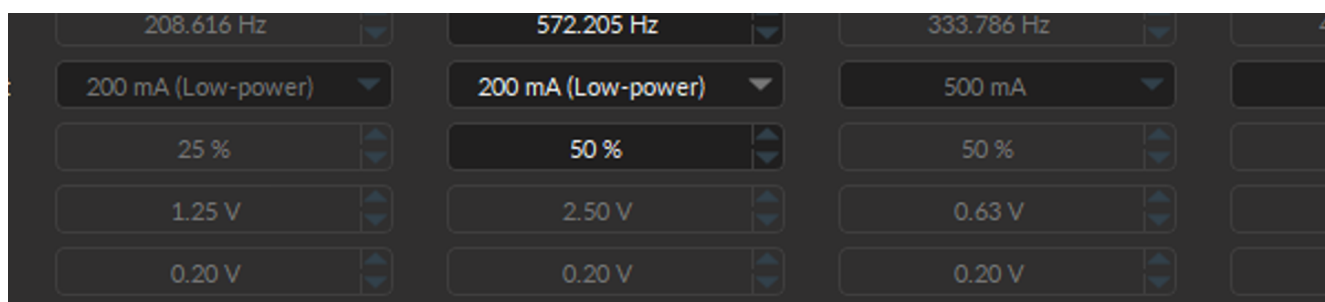 208.616 Hz 572.205 Hz 333.786 Hz
200 mA (Low-power) 200 mA (Low-power) 500 mA
25 % 50 % 50 %
1.25 V 2.50 V 0.63 V
0.20 V 0.20 V 0.20 V